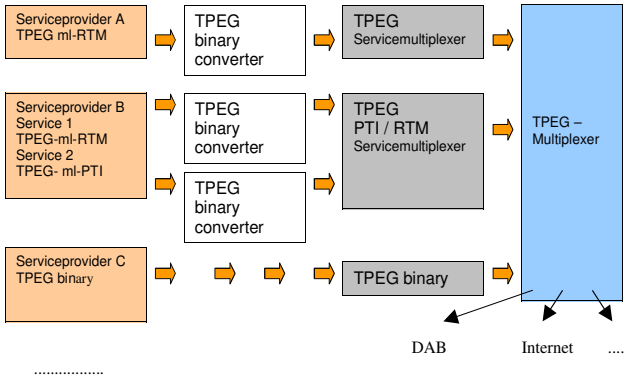 Serviceprovider A
TPEG ml-RTM
TPEG
binary
converter
TPEG
Servicemultiplexer
Serviceprovider B
Service 1
TPEG-ml-RTM
Service 2
TPEG- ml-PTI
TPEG
binary
converter
TPEG
binary
converter
TPEG
PTI / RTM
Servicemultiplexer
TPEG –
Multiplexer
Serviceprovider C
TPEG binary
TPEG binary
DAB
Internet
....
.................